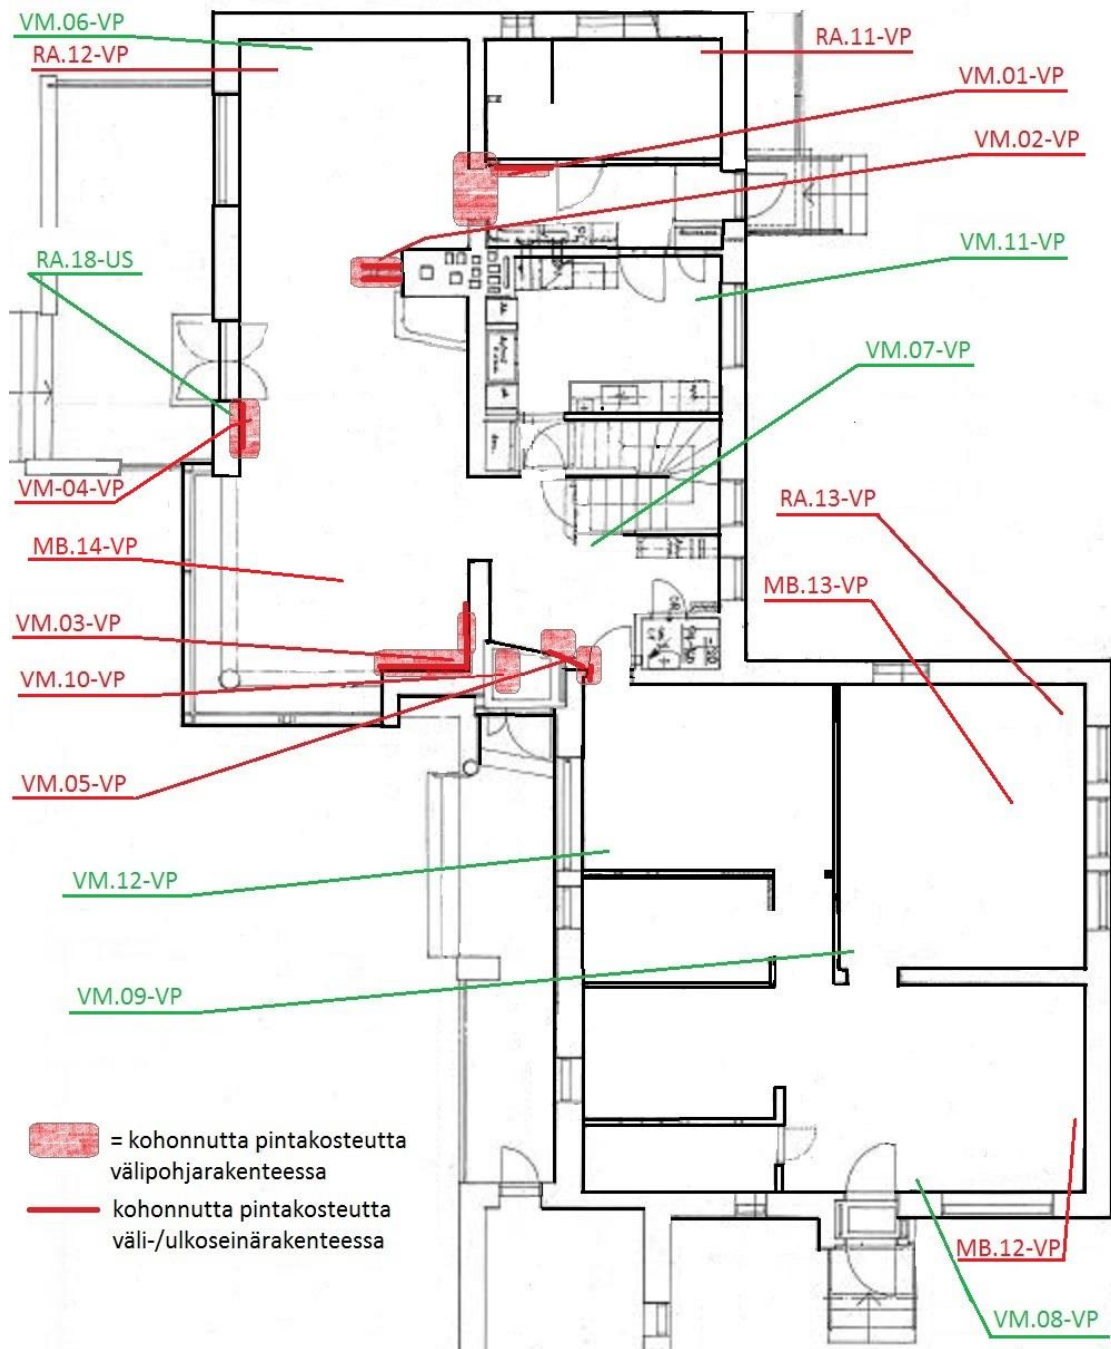 VM.06-VP
RA.12-VP
RA.11-VP
VM.01-VP
VM.02-VP
VM.11-VP
RA.18-US
VM.07-VP
VM-04-VP
RA.13-VP
MB.14-VP
MB.13-VP
VM.03-VP
VM.10-VP
VM.05-VP
VM.12-VP
VM.09-VP
= kohonnutta pintakosteutta
välipohjarakenteessa
kohonnutta pintakosteutta
väli-/ulkoseinärakenteessa
MB.12-VP
VM.08-VP